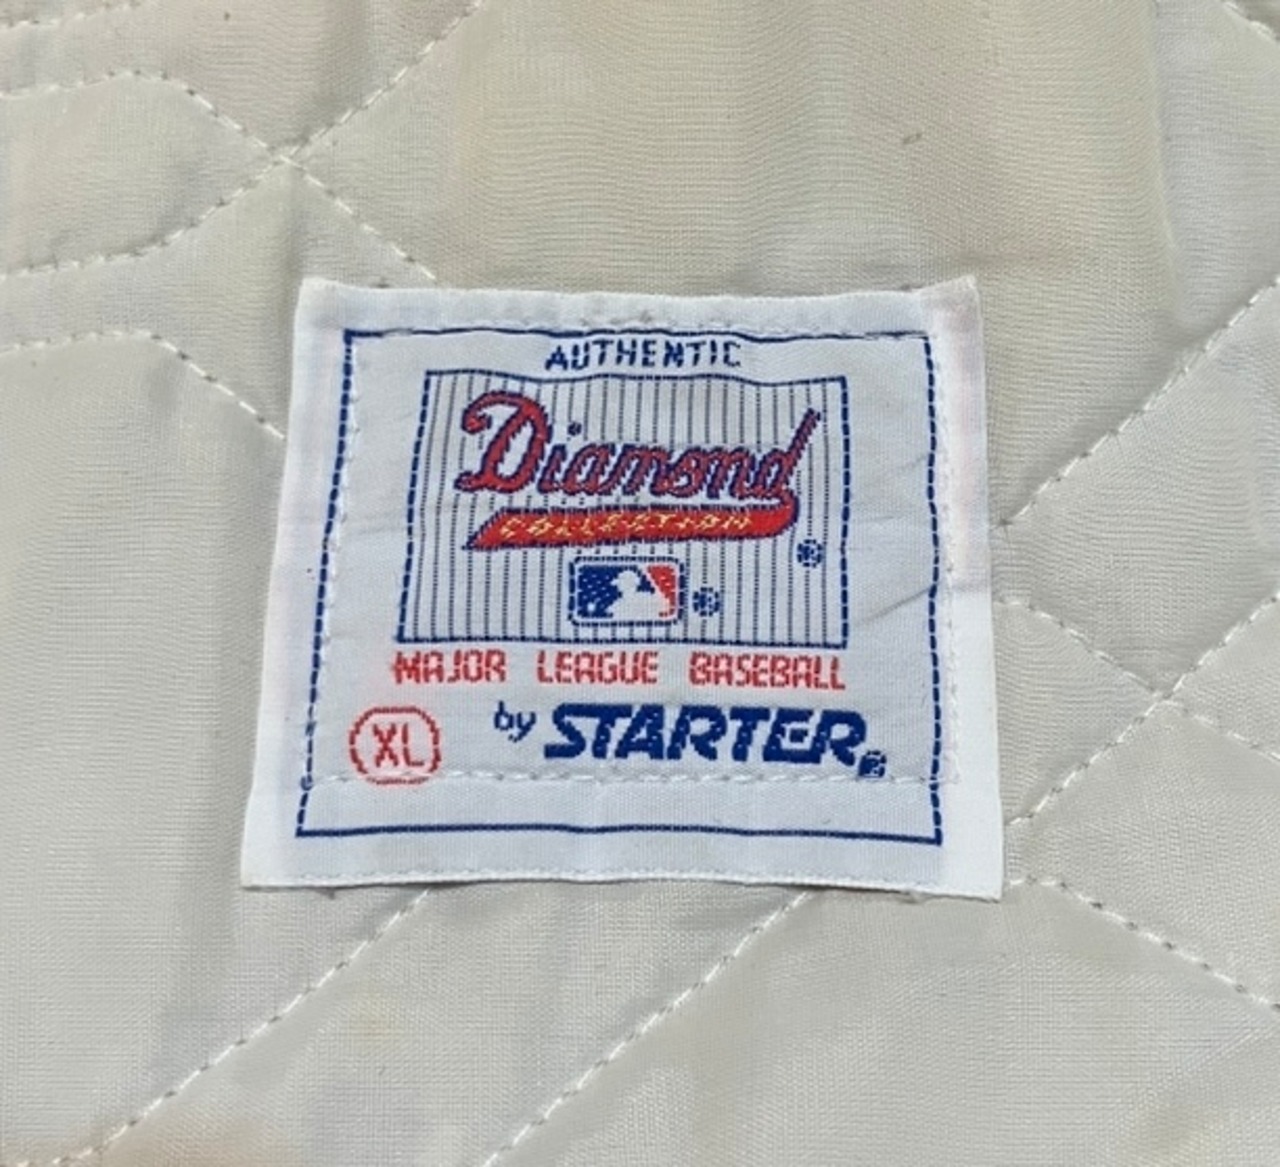 AUTHENTIC
Diamond
COLLECTION
®
®
MAJOR LEAGUE BASEBALL
XL by STARTER®